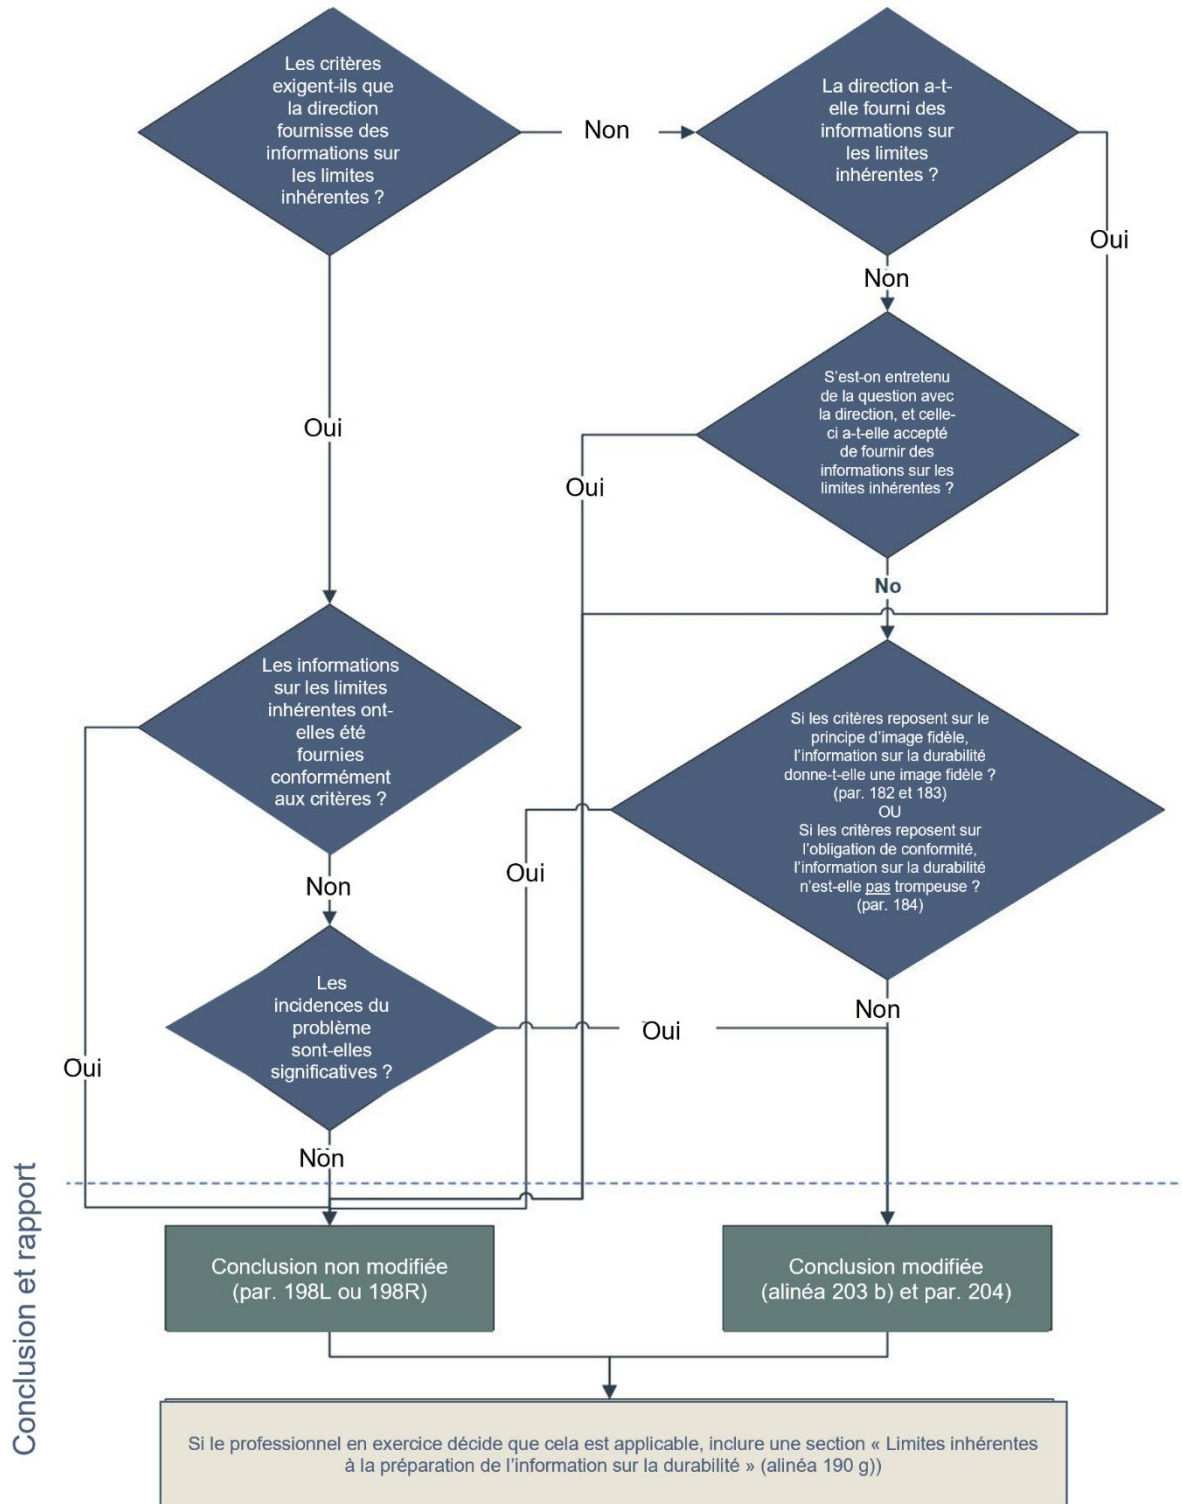 Les critères
exigent-ils que
la direction
fournisse des
informations sur
les limites
inhérentes ?
Non
La direction a-t-
elle fourni des
informations sur
les limites
inhérentes ?
Oui
Non
Oui
S'est-on entretenu
de la question avec
la direction, et celle-
ci a-t-elle accepté
de fournir des
informations sur les
limites inhérentes ?
Oui
No
Les informations
sur les limites
inhérentes ont-
elles été
fournies
conformément
aux critères ?
Si les critères reposent sur le
principe d'image fidèle,
l'information sur la durabilité
donne-t-elle une image fidèle ?
(par. 182 et 183)
OU
Si les critères reposent sur
l'obligation de conformité,
l'information sur la durabilité
n'est-elle pas trompeuse ?
(par. 184)
Non
Oui
Les
incidences du
problème
sont-elles
significatives ?
Oui
Non
Oui
Non
Conclusion et rapport
Conclusion non modifiée
(par. 198L ou 198R)
Conclusion modifiée
(alinéa 203 b) et par. 204)
Si le professionnel en exercice décide que cela est applicable, inclure une section « Limites inhérentes
à la préparation de l'information sur la durabilité » (alinéa 190 g))